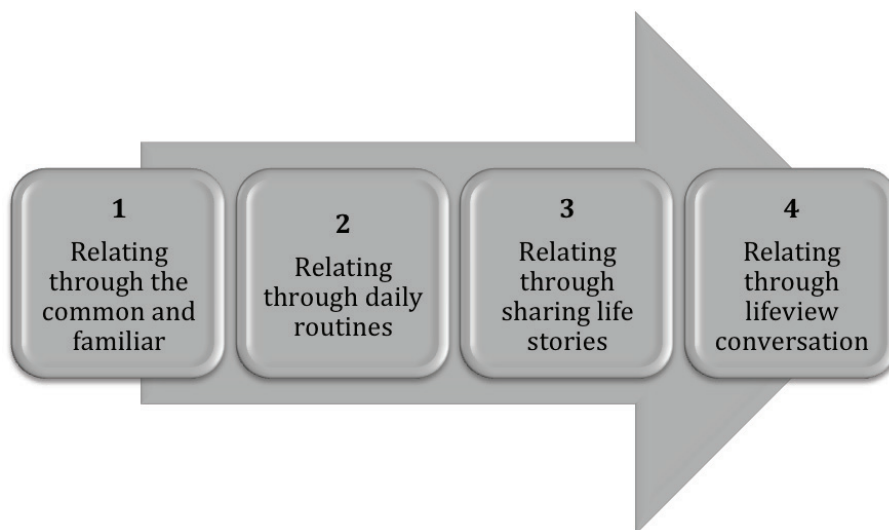 1
Relating
through the
common and
familiar
2
Relating
through daily
routines
3
Relating
through
sharing life
stories
4
Relating
through
lifeview
conversation